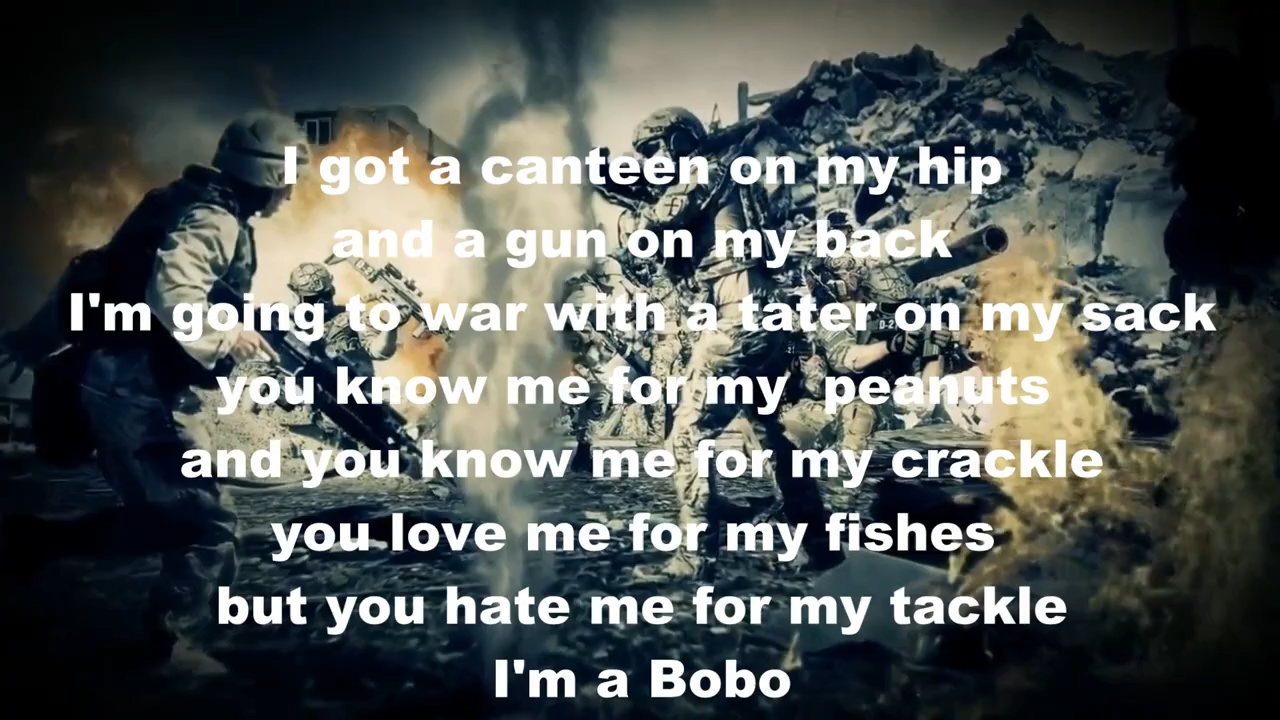 I got a canteen on my hip
and a gun on my back
I'm going to war with a tater on my sack
you know me for my  peanuts
and you know me for my crackle
you love me for my fishes
but you hate me for my tackle
I'm a Bobo